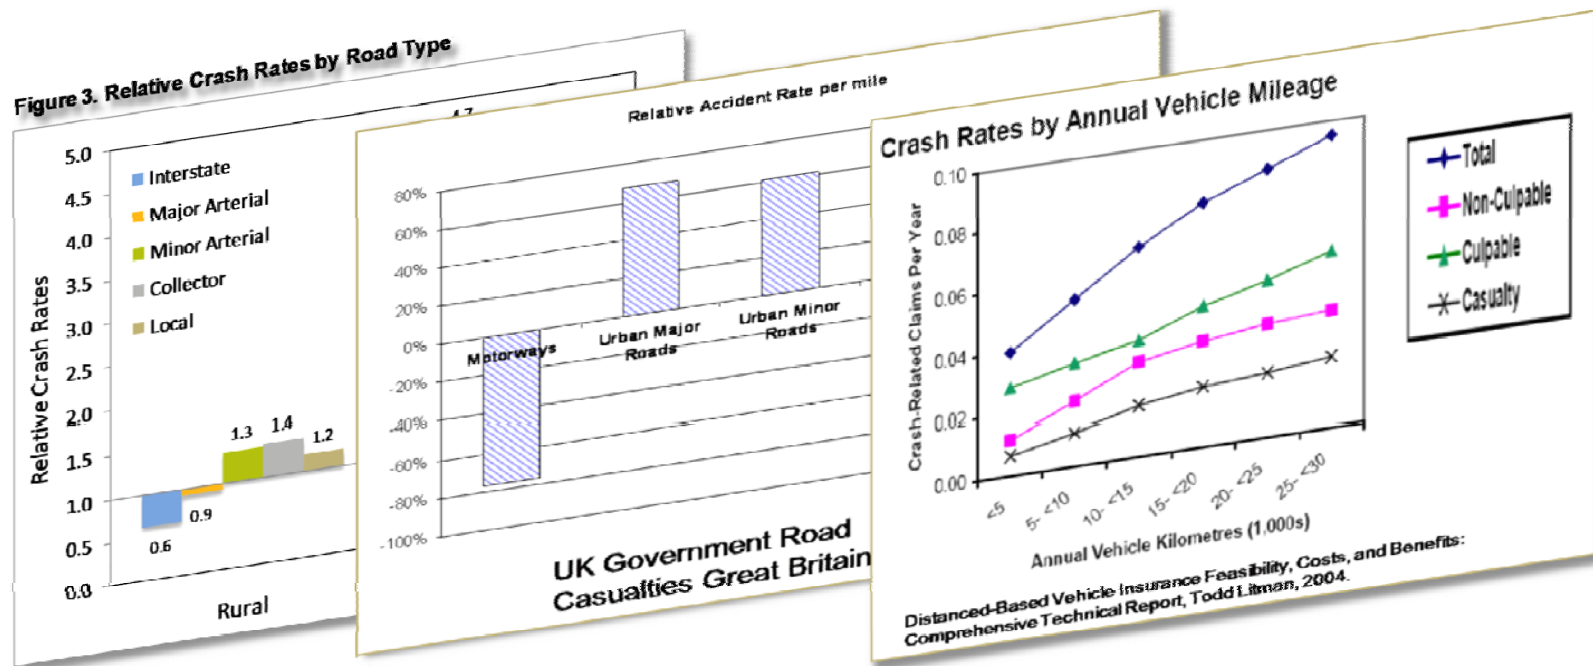 Figure 3. Relative Crash Rates by Road Type
Relative Crash Rates
5.0
4.5
4.0
3.5
3.0
2.5
2.0
1.5
1.0
0.5
0.0
Interstate
Major Arterial
Minor Arterial
Collector
Local
0.6
0.9
1.3
1.4
1.2
Rural
Relative Accident Rate per mile
80%
60%
40%
20%
0%
-20%
-40%
-60%
-80%
-100%
Motorways
Urban Major
Roads
Urban Minor
Roads
UK Government Road
Casualties Great Britain
Crash Rates by Annual Vehicle Mileage
Crash-Related Claims Per Year
0.10
0.08
0.06
0.04
0.02
0.00
<5
5- <10
10- <15
15- <20
20- <25
25- <30
Annual Vehicle Kilometres (1,000s)
Total
Non-Culpable
Culpable
Casualty
Distanced-Based Vehicle Insurance Feasibility, Costs, and Benefits:
Comprehensive Technical Report, Todd Litman, 2004.